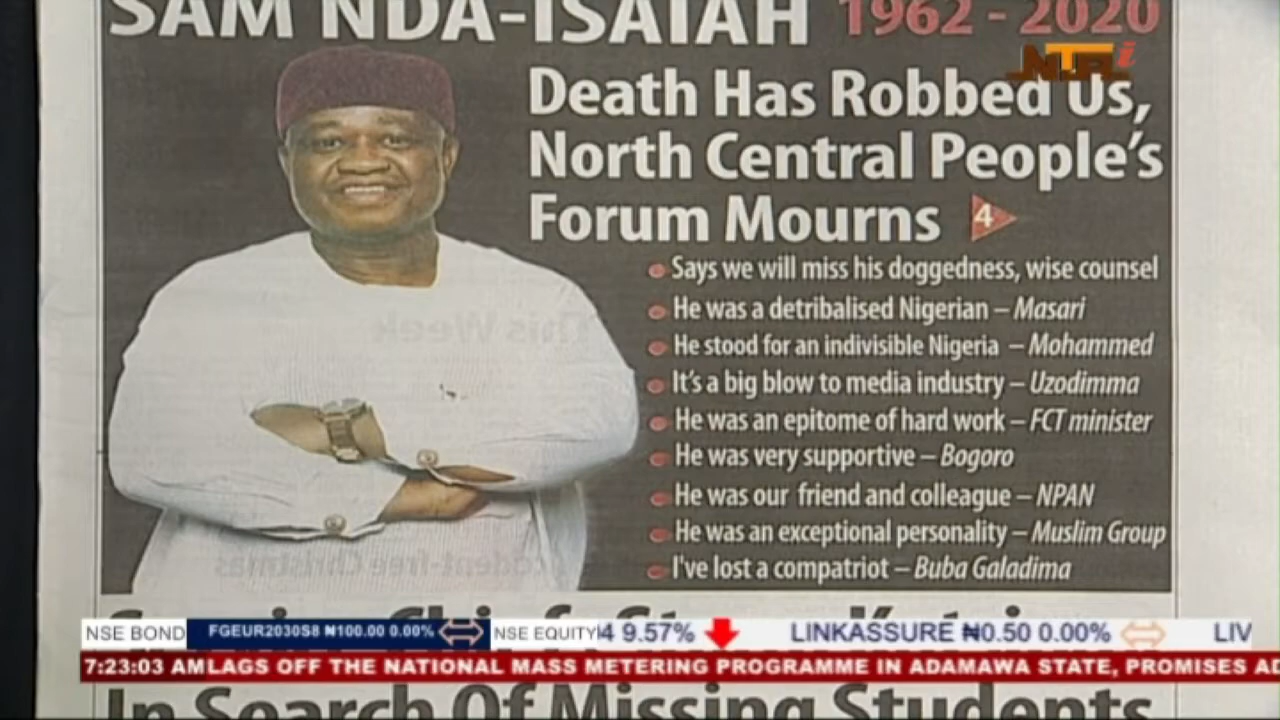 SAM NDA-ISAIAH 1962 - 2020
NTA i
Death Has Robbed Us,
North Central People's
Forum Mourns 4
Says we will miss his doggedness, wise counsel
He was a detribalised Nigerian – Masari
He stood for an indivisible Nigeria – Mohammed
It's a big blow to media industry – Uzodimma
He was an epitome of hard work – FCT minister
He was very supportive – Bogoro
He was our friend and colleague – NPAN
He was an exceptional personality – Muslim Group
I've lost a compatriot – Buba Galadima
This Week
Accident-free Christmas
NSE BOND FGEUR2030S8 ₦100.00 0.00% NSE EQUITY 4 9.57% LINKASSURE ₦0.50 0.00% LIV
7:23:03 AM LAGS OFF THE NATIONAL MASS METERING PROGRAMME IN ADAMAWA STATE, PROMISES AD
In Search Of Missing Students